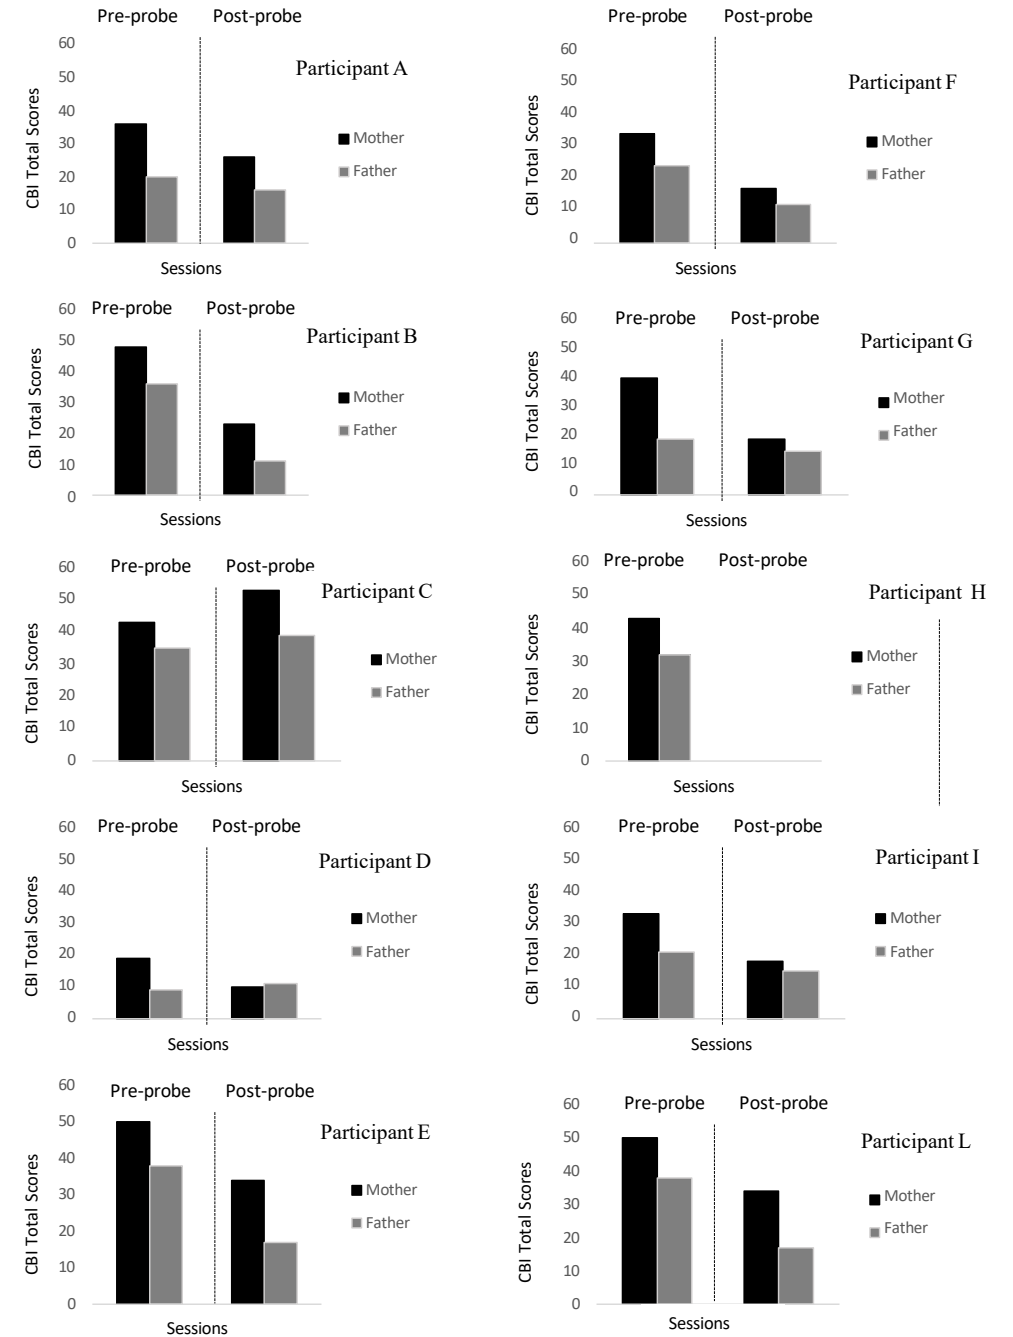 Pre-probe Post-probe
60
50
40
30
20
10
0
CBI Total Scores
Participant A
Mother
Father
Sessions
Pre-probe Post-probe
60
50
40
30
20
10
0
CBI Total Scores
Participant F
Mother
Father
Sessions
Pre-probe Post-probe
60
50
40
30
20
10
0
CBI Total Scores
Participant B
Mother
Father
Sessions
Pre-probe Post-probe
60
50
40
30
20
10
0
CBI Total Scores
Participant G
Mother
Father
Sessions
Pre-probe Post-probe
60
50
40
30
20
10
0
CBI Total Scores
Participant C
Mother
Father
Sessions
Pre-probe Post-probe
60
50
40
30
20
10
0
CBI Total Scores
Participant H
Mother
Father
Sessions
Pre-probe Post-probe
60
50
40
30
20
10
0
CBI Total Scores
Participant D
Mother
Father
Sessions
Pre-probe Post-probe
60
50
40
30
20
10
0
CBI Total Scores
Participant I
Mother
Father
Sessions
Pre-probe Post-probe
60
50
40
30
20
10
0
CBI Total Scores
Participant E
Mother
Father
Sessions
Pre-probe Post-probe
60
50
40
30
20
10
0
CBI Total Scores
Participant L
Mother
Father
Sessions